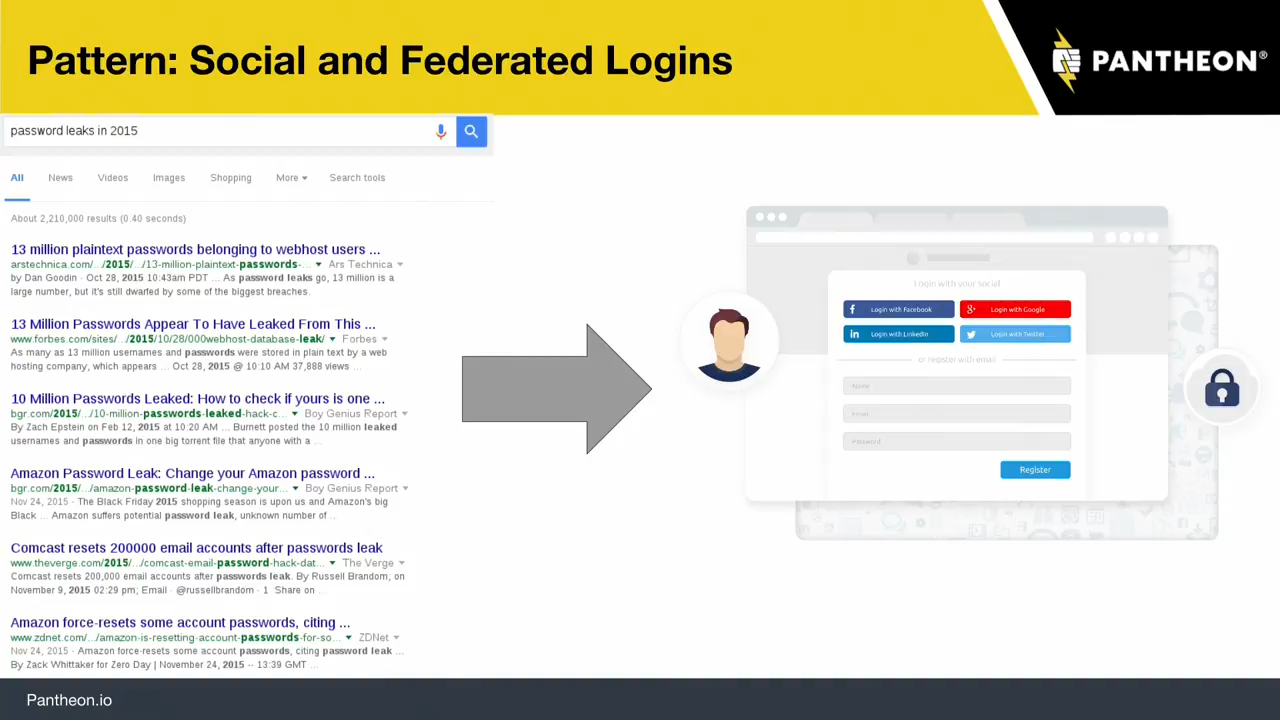 Pattern: Social and Federated Logins
PANTHEON®
password leaks in 2015
All News Videos Images Shopping More Search tools
About 2,210,000 results (0.40 seconds)
13 million plaintext passwords belonging to webhost users ...
arstechnica.com/.../2015/.../13-million-plaintext-passwords-... Ars Technica
by Dan Goodin - Oct 28, 2015 10:43am PDT ... As password leaks go, 13 million is a
large number, but it's still dwarfed by some of the biggest breaches.
13 Million Passwords Appear To Have Leaked From This ...
www.forbes.com/sites/.../2015/10/28/000webhost-database-leak/ Forbes
As many as 13 million usernames and passwords were stored in plain text by a web
hosting company, which appears ... Oct 28, 2015 @ 10:10 AM 37,888 views ...
10 Million Passwords Leaked: How to check if yours is one ...
bgr.com/2015/.../10-million-passwords-leaked-hack-c... Boy Genius Report
By Zach Epstein on Feb 12, 2015 at 10:20 AM ... Burnett posted the 10 million leaked
usernames and passwords in one big torrent file that anyone with a ...
Amazon Password Leak: Change your Amazon password ...
bgr.com/2015/.../amazon-password-leak-change-your... Boy Genius Report
Nov 24, 2015 - The Black Friday 2015 shopping season is upon us and Amazon's big
Black ... Amazon suffers potential password leak, unknown number of ...
Comcast resets 200000 email accounts after passwords leak
www.theverge.com/2015/.../comcast-email-password-hack-dat... The Verge
Comcast resets 200,000 email accounts after passwords leak. By Russell Brandom, on
November 9, 2015 02:29 pm; Email · @russellbrandom · 1 Share on ...
Amazon force-resets some account passwords, citing ...
www.zdnet.com/.../amazon-is-resetting-account-passwords-for-so... ZDNet
Nov 24, 2015 - Amazon force-resets some account passwords, citing password leak ...
By Zack Whittaker for Zero Day | November 24, 2015 -- 13:39 GMT ...
Login with your social
Login with Facebook
Login with Google
Login with LinkedIn
Login with Twitter
or register with email
Name
Email
Password
Register
Pantheon.io